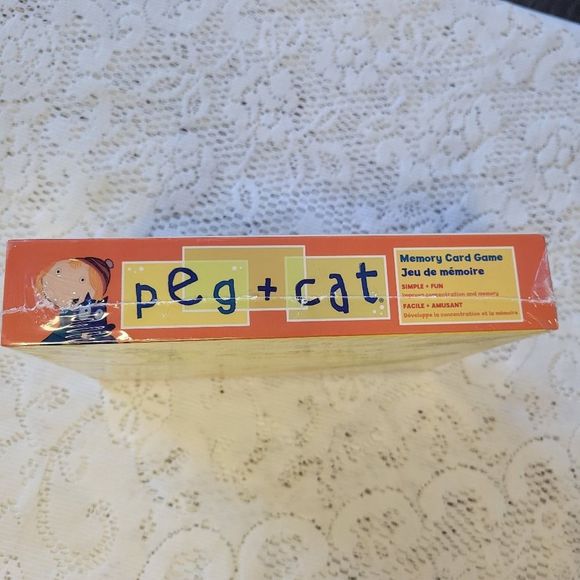 peg + cat
Memory Card Game
Jeu de mémoire
SIMPLE + FUN
Improve concentration and memory
FACILE + AMUSANT
Développe la concentration et la mémoire